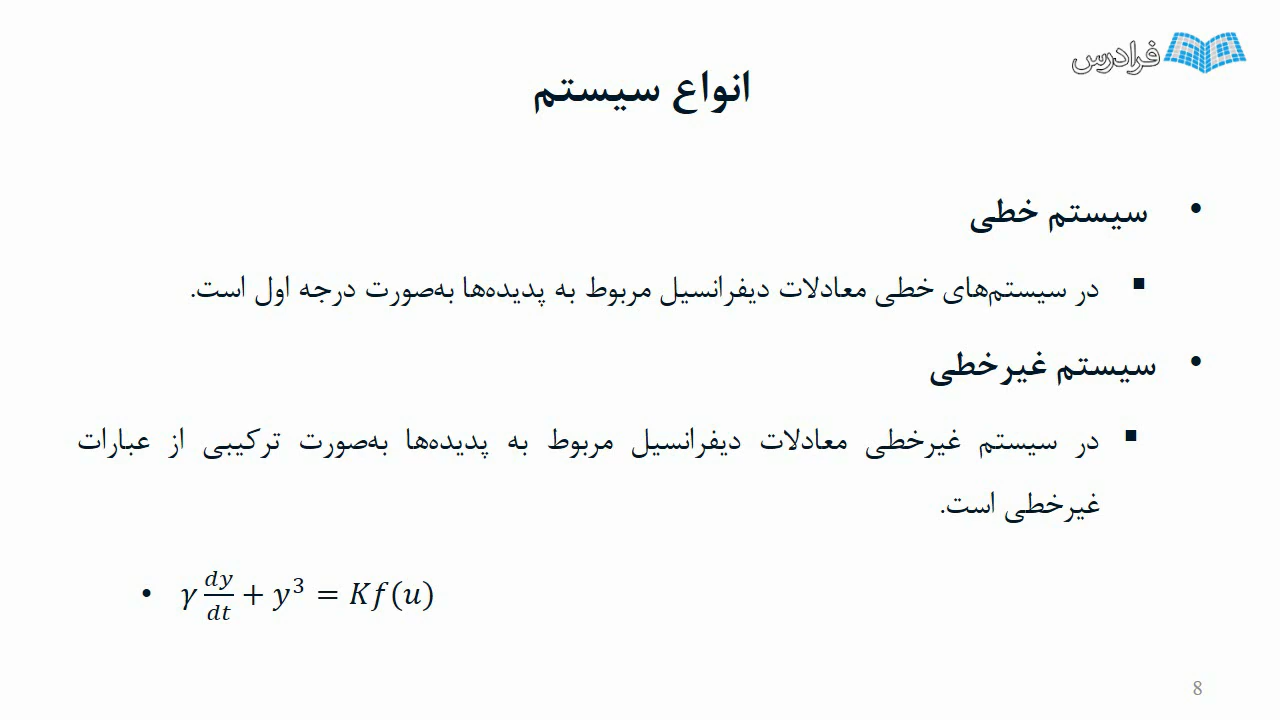 فرادرس
انواع سیستم
• سیستم خطی
▪ در سیستم‌های خطی معادلات دیفرانسیل مربوط به پدیده‌ها به‌صورت درجه اول است.
• سیستم غیرخطی
▪ در سیستم غیرخطی معادلات دیفرانسیل مربوط به پدیده‌ها به‌صورت ترکیبی از عبارات
غیرخطی است.
• γ dy/dt + y³ = Kf(u)
8